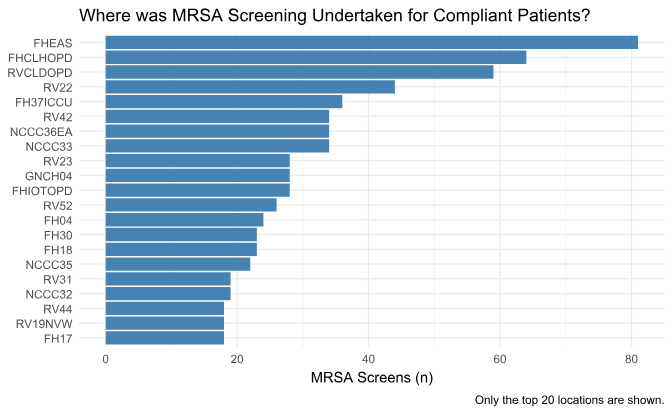 Where was MRSA Screening Undertaken for Compliant Patients?
FHEAS
FHCLHOPD
RVCLDOPD
RV22
FH37ICCU
RV42
NCCC36EA
NCCC33
RV23
GNCH04
FHIOTOPD
RV52
FH04
FH30
FH18
NCCC35
RV31
NCCC32
RV44
RV19NVW
FH17
0 20 40 60 80
MRSA Screens (n)
Only the top 20 locations are shown.